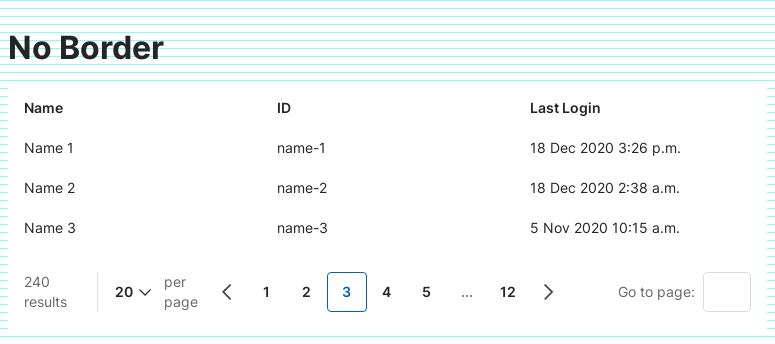 No Border
Name ID Last Login
Name 1 name-1 18 Dec 2020 3:26 p.m.
Name 2 name-2 18 Dec 2020 2:38 a.m.
Name 3 name-3 5 Nov 2020 10:15 a.m.
240 results 20 per page 1 2 3 4 5 ... 12 Go to page: